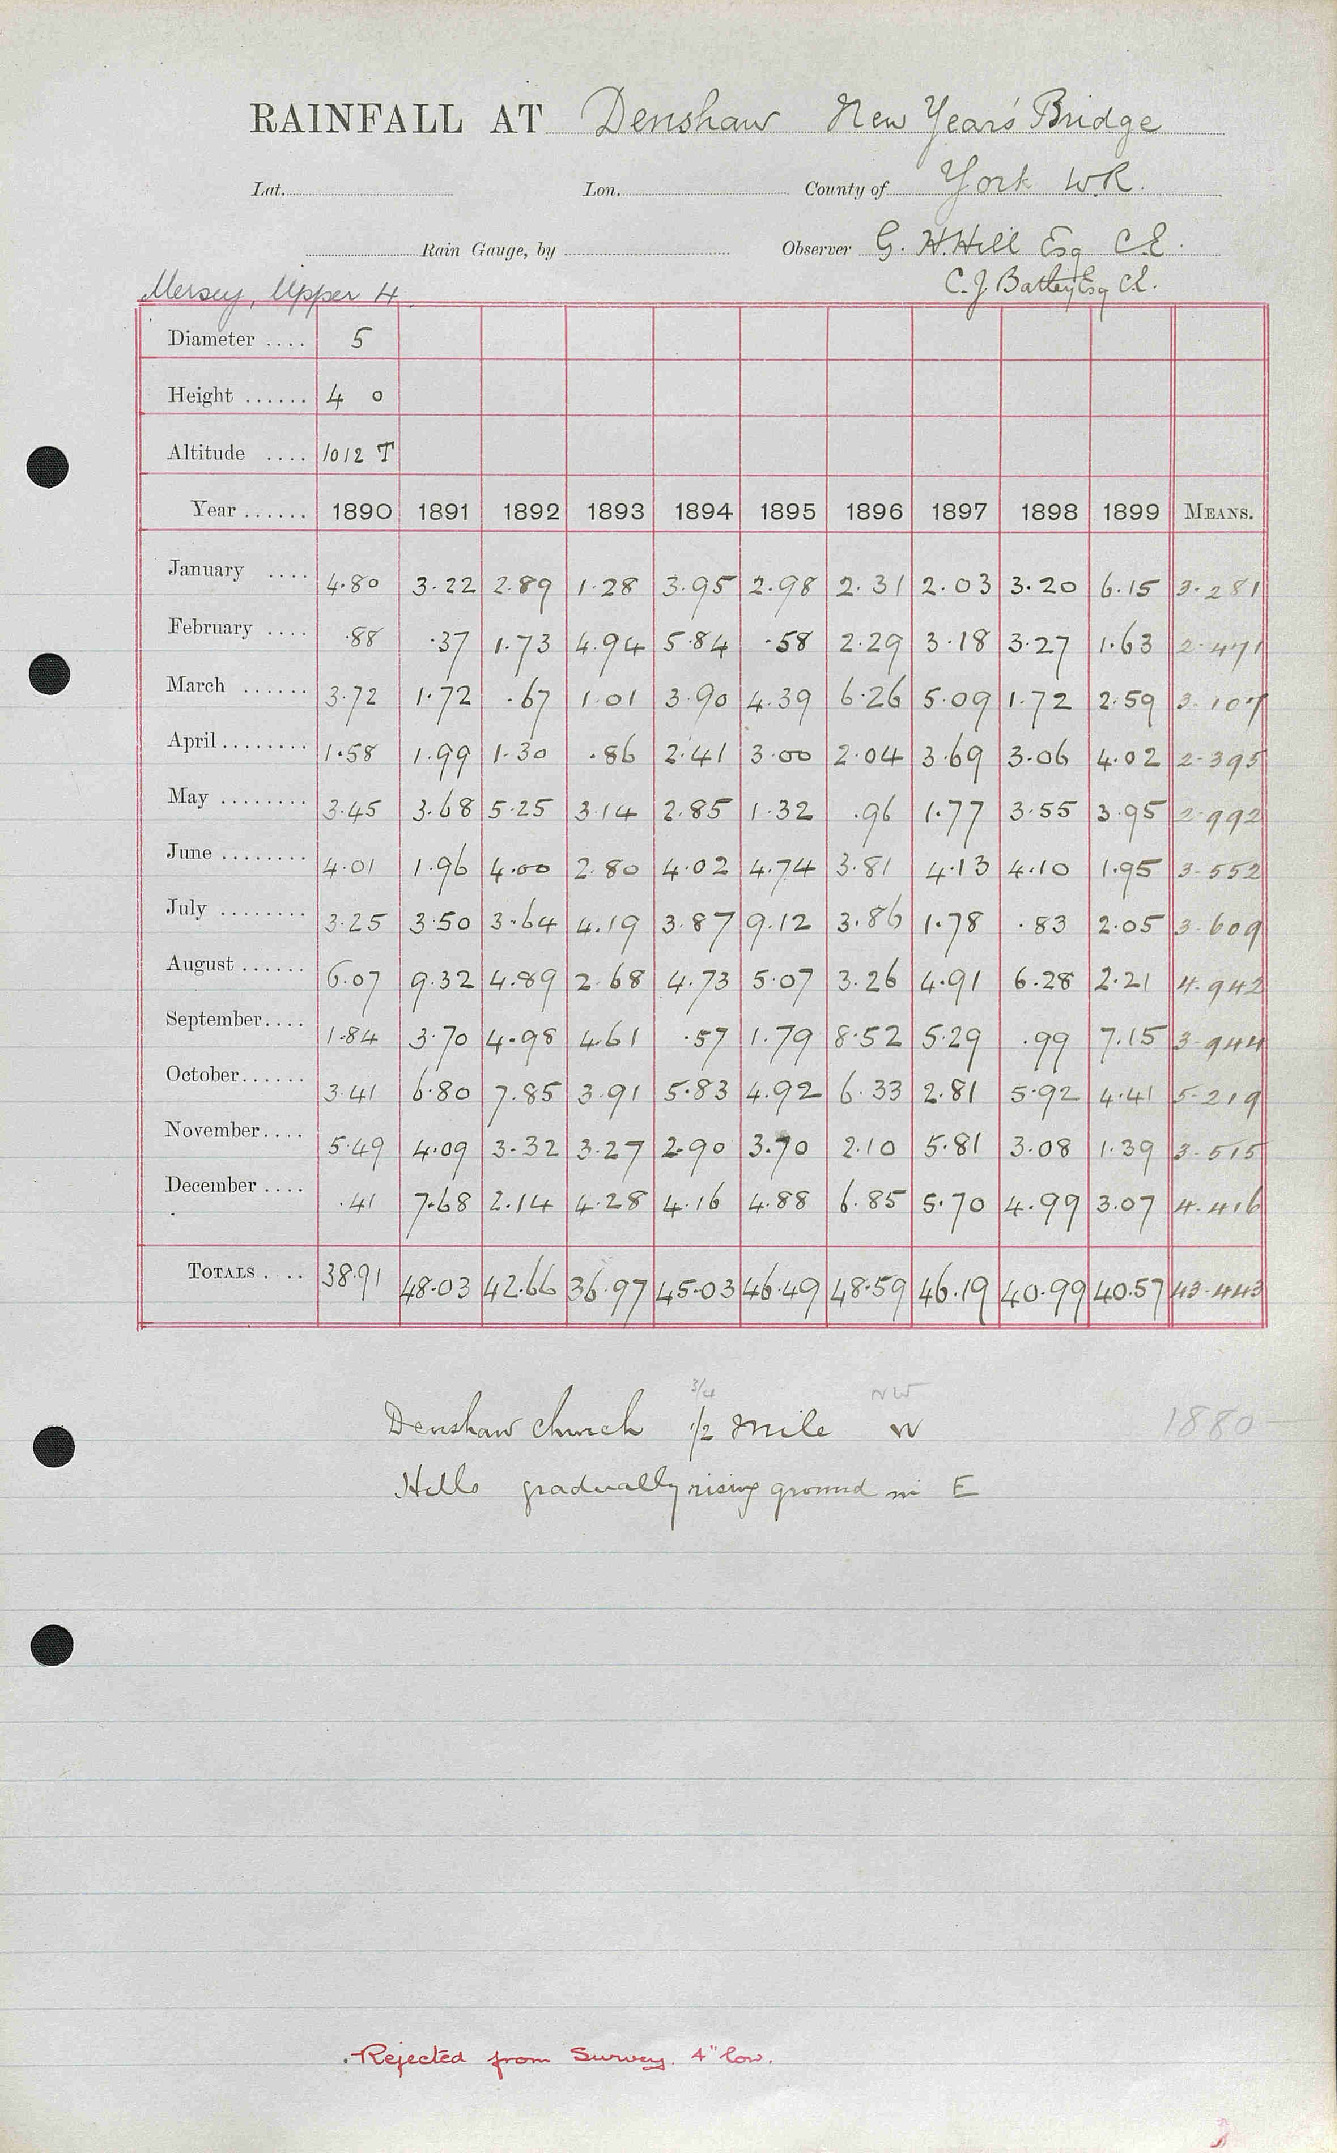 RAINFALL AT Denshaw New Year's Bridge
Lat. Lon. County of York W.R.
Rain Gauge, by Observer G. H. Hill Esq C.E.
Mersey, Upper 4 C. J. Batley Esq CE.
Diameter .... 5
Height ...... 4 0
Altitude .... 1012 T
Year ...... 1890 1891 1892 1893 1894 1895 1896 1897 1898 1899 MEANS.
January .... 4.80 3.22 2.89 1.28 3.95 2.98 2.31 2.03 3.20 6.15 3.281
February .... .88 .37 1.73 4.94 5.84 .58 2.29 3.18 3.27 1.63 2.471
March ...... 3.72 1.72 .67 1.01 3.90 4.39 6.26 5.09 1.72 2.59 3.107
April ........ 1.58 1.99 1.30 .86 2.41 3.00 2.04 3.69 3.06 4.02 2.395
May ........ 3.45 3.68 5.25 3.14 2.85 1.32 .96 1.77 3.55 3.95 2.992
June ........ 4.01 1.96 4.00 2.80 4.02 4.74 3.81 4.13 4.10 1.95 3.552
July ........ 3.25 3.50 3.64 4.19 3.87 9.12 3.86 1.78 .83 2.05 3.609
August ...... 6.07 9.32 4.89 2.68 4.73 5.07 3.26 4.91 6.28 2.21 4.942
September.... 1.84 3.70 4.98 4.61 .57 1.79 8.52 5.29 .99 7.15 3.944
October...... 3.41 6.80 7.85 3.91 5.83 4.92 6.33 2.81 5.92 4.41 5.219
November.... 5.49 4.09 3.32 3.27 2.90 3.70 2.10 5.81 3.08 1.39 3.515
December .... .41 7.68 2.14 4.28 4.16 4.88 6.85 5.70 4.99 3.07 4.416
TOTALS .... 38.91 48.03 42.66 36.97 45.03 46.49 48.59 46.19 40.99 40.57 43.443
3/4 NW
Denshaw church 1/2 mile W 1880—
Hills gradually rising ground in E
Rejected from Survey. 4" low.